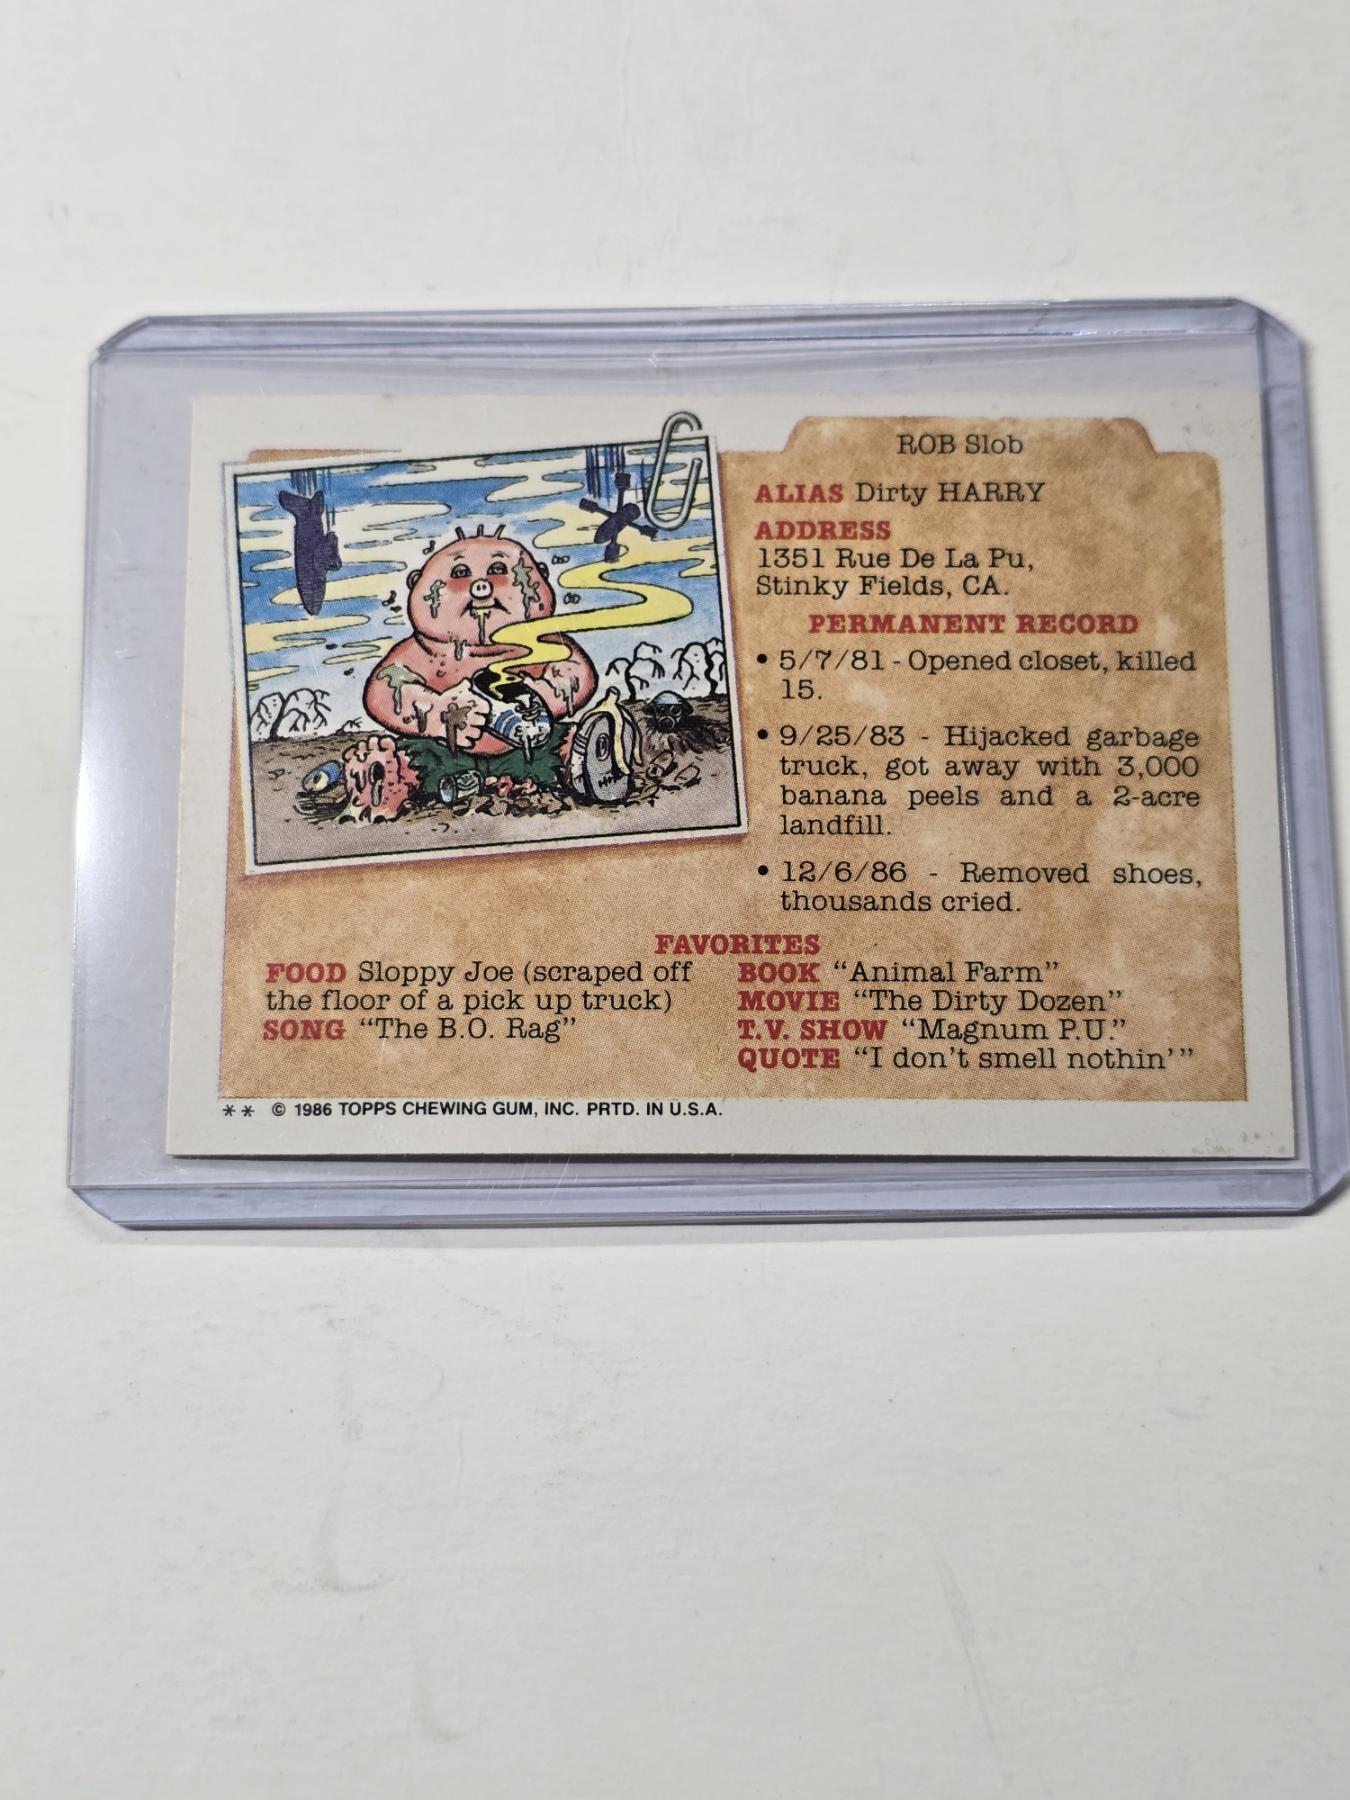 ROB Slob
ALIAS Dirty HARRY
ADDRESS
1351 Rue De La Pu,
Stinky Fields, CA.
PERMANENT RECORD
• 5/7/81 - Opened closet, killed
15.
• 9/25/83 - Hijacked garbage
truck, got away with 3,000
banana peels and a 2-acre
landfill.
• 12/6/86 - Removed shoes,
thousands cried.
FAVORITES
FOOD Sloppy Joe (scraped off
the floor of a pick up truck)
SONG “The B.O. Rag”
BOOK “Animal Farm”
MOVIE “The Dirty Dozen”
T.V. SHOW “Magnum P.U.”
QUOTE “I don’t smell nothin’”
** © 1986 TOPPS CHEWING GUM, INC. PRTD. IN U.S.A.